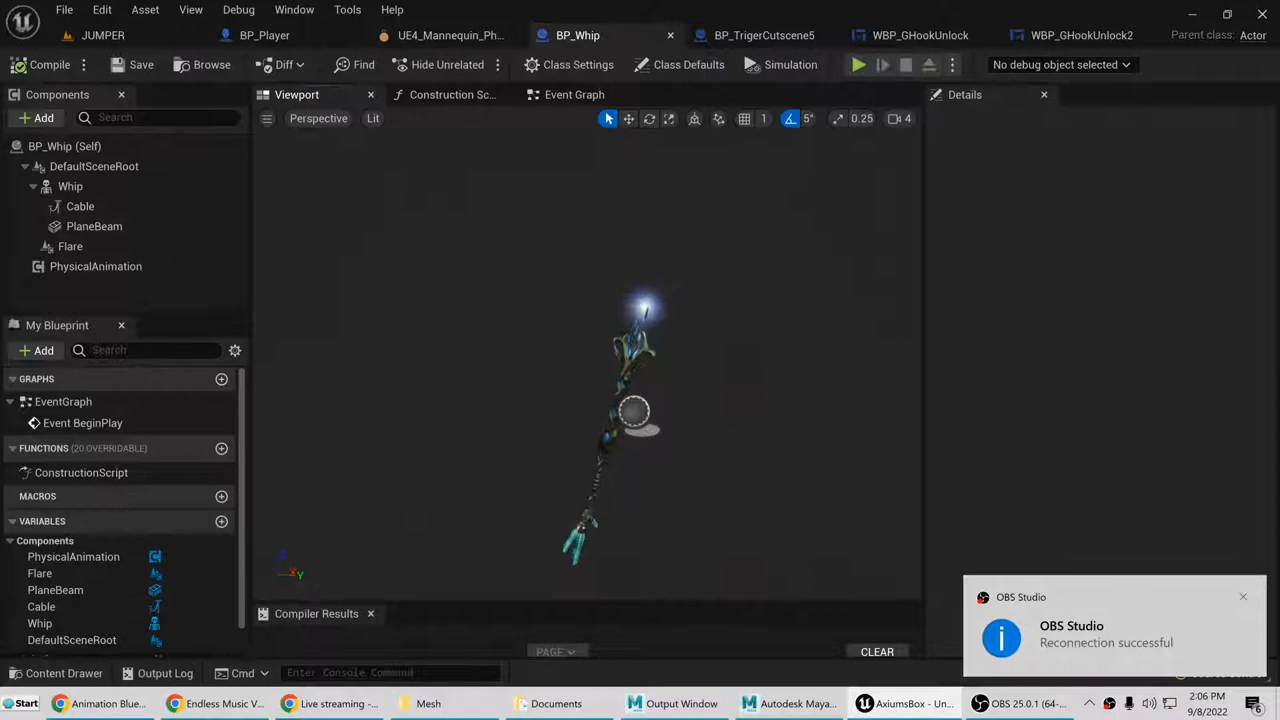 File Edit Asset View Debug Window Tools Help
JUMPER BP_Player UE4_Mannequin_Ph... BP_Whip BP_TrigerCutscene5 WBP_GHookUnlock WBP_GHookUnlock2 Parent class: Actor
Compile Save Browse Diff Find Hide Unrelated Class Settings Class Defaults Simulation No debug object selected
Components Viewport Construction Sc... Event Graph Details
Add Search Perspective Lit 1 5° 0.25 4
BP_Whip (Self)
DefaultSceneRoot
Whip
Cable
PlaneBeam
Flare
PhysicalAnimation
My Blueprint
Add Search
GRAPHS
EventGraph
Event BeginPlay
FUNCTIONS (20 OVERRIDABLE)
ConstructionScript
MACROS
VARIABLES
Components
PhysicalAnimation
Flare
PlaneBeam
Cable
Whip
DefaultSceneRoot
Z
X Y
Compiler Results
PAGE CLEAR
OBS Studio
OBS Studio
Reconnection successful
Content Drawer Output Log Cmd Enter Console Command
Start Animation Blue... Endless Music V... Live streaming -... Mesh Documents Output Window Autodesk Maya... AxiumsBox - Un... OBS 25.0.1 (64-... 2:06 PM
9/8/2022 6